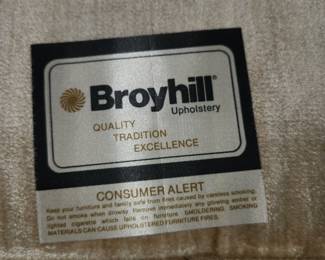 Broyhill®
Upholstery
QUALITY
TRADITION
EXCELLENCE
CONSUMER ALERT
Keep your furniture and family safe from fires caused by careless smoking.
Do not smoke when drowsy. Remove immediately any glowing ember or
lighted cigarette which falls on furniture. SMOLDERING SMOKING
MATERIALS CAN CAUSE UPHOLSTERED FURNITURE FIRES.